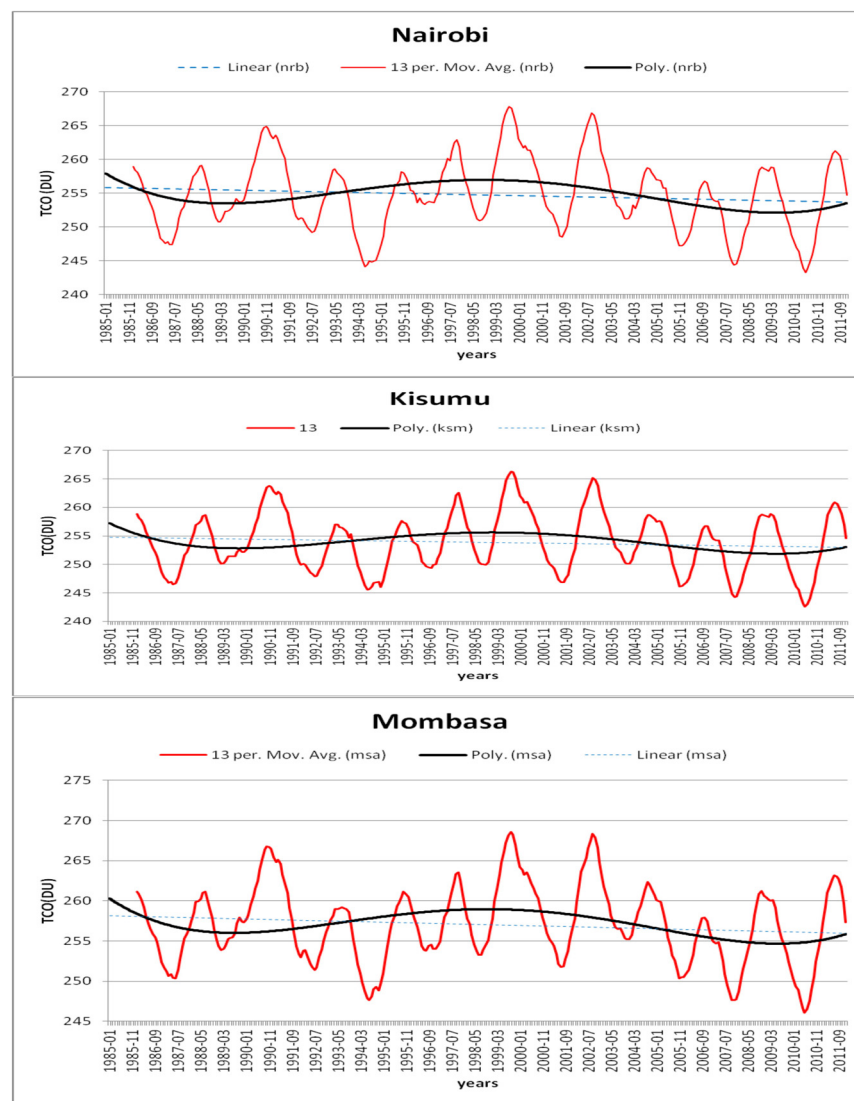 Nairobi
Linear (nrb) 13 per. Mov. Avg. (nrb) Poly. (nrb)
TCO (DU)
270
265
260
255
250
245
240
1985-01 1985-11 1986-09 1987-07 1988-05 1989-03 1990-01 1990-11 1991-09 1992-07 1993-05 1994-03 1995-01 1995-11 1996-09 1997-07 1998-05 1999-03 2000-01 2000-11 2001-09 2002-07 2003-05 2004-03 2005-01 2005-11 2006-09 2007-07 2008-05 2009-03 2010-01 2010-11 2011-09
years
Kisumu
13 Poly. (ksm) Linear (ksm)
TCO(DU)
270
265
260
255
250
245
240
1985-01 1985-11 1986-09 1987-07 1988-05 1989-03 1990-01 1990-11 1991-09 1992-07 1993-05 1994-03 1995-01 1995-11 1996-09 1997-07 1998-05 1999-03 2000-01 2000-11 2001-09 2002-07 2003-05 2004-03 2005-01 2005-11 2006-09 2007-07 2008-05 2009-03 2010-01 2010-11 2011-09
years
Mombasa
13 per. Mov. Avg. (msa) Poly. (msa) Linear (msa)
TCO(DU)
275
270
265
260
255
250
245
1985-01 1985-11 1986-09 1987-07 1988-05 1989-03 1990-01 1990-11 1991-09 1992-07 1993-05 1994-03 1995-01 1995-11 1996-09 1997-07 1998-05 1999-03 2000-01 2000-11 2001-09 2002-07 2003-05 2004-03 2005-01 2005-11 2006-09 2007-07 2008-05 2009-03 2010-01 2010-11 2011-09
years